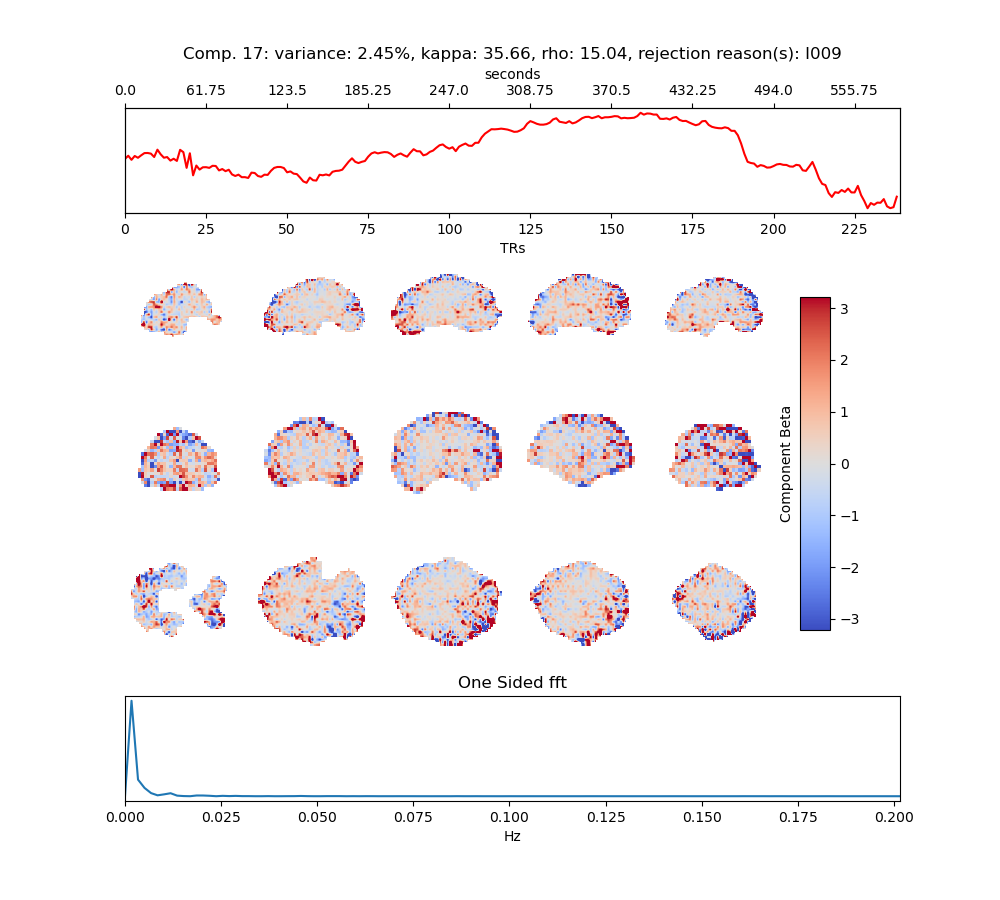 Comp. 17: variance: 2.45%, kappa: 35.66, rho: 15.04, rejection reason(s): I009
seconds
0.0 61.75 123.5 185.25 247.0 308.75 370.5 432.25 494.0 555.75
0 25 50 75 100 125 150 175 200 225
TRs
3
2
1
0
−1
−2
−3
Component Beta
One Sided fft
0.000 0.025 0.050 0.075 0.100 0.125 0.150 0.175 0.200
Hz